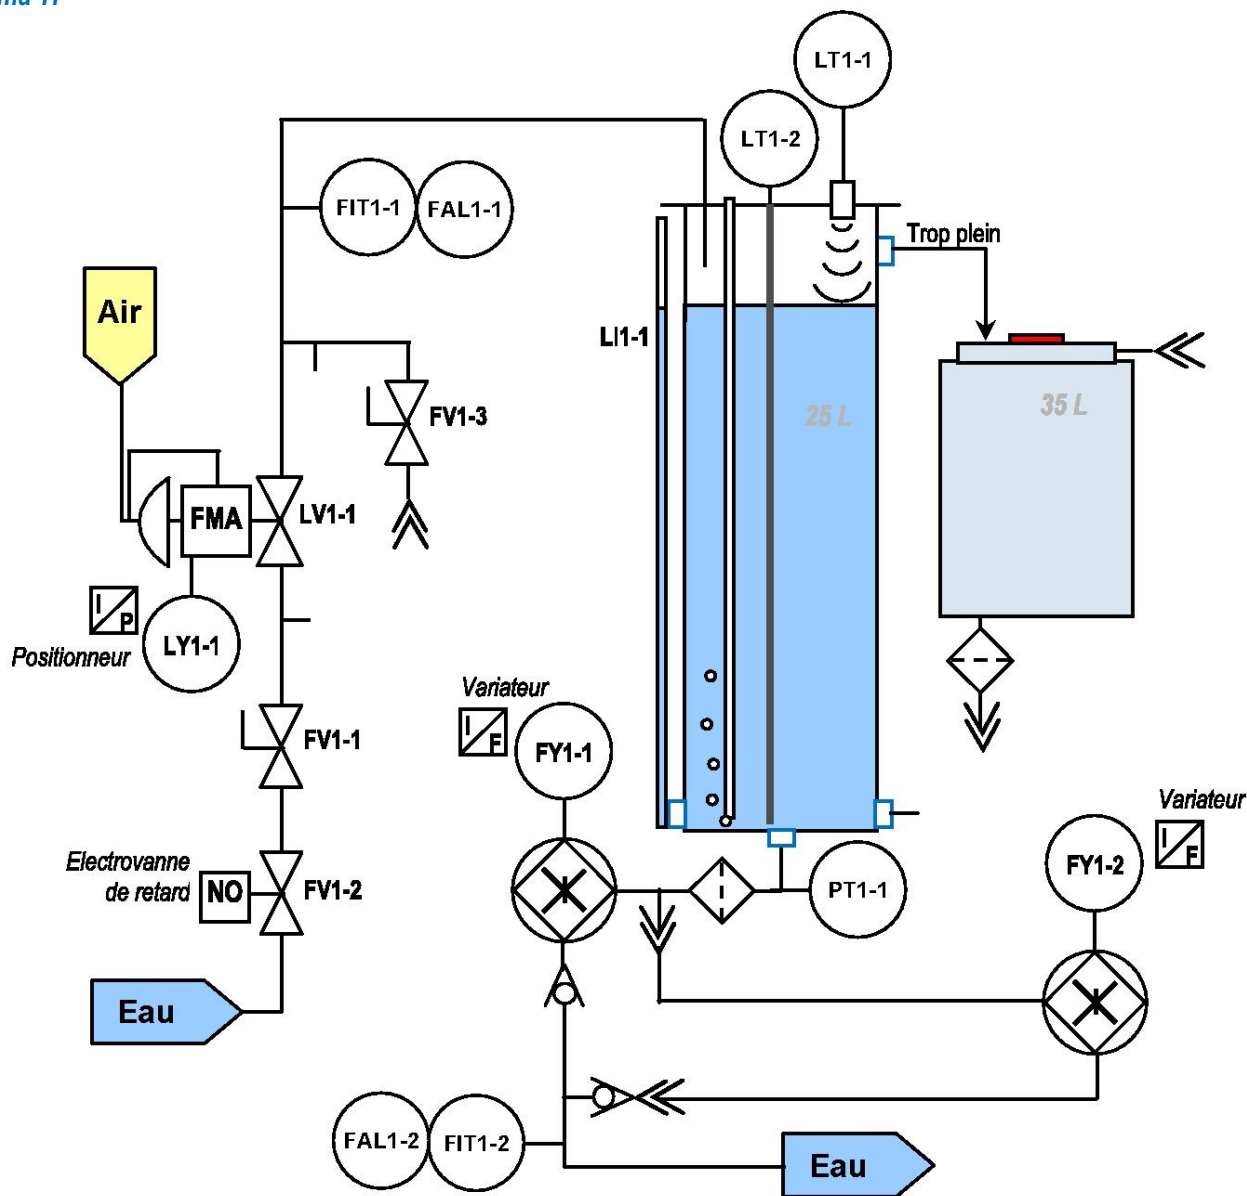 LT1-1
LT1-2
FIT1-1
FAL1-1
Trop plein
Air
LI1-1
25 L
35 L
FV1-3
FMA
LV1-1
I/P
LY1-1
Positionneur
Variateur
I/F
FY1-1
FV1-1
Variateur
I/F
FY1-2
Electrovanne
de retard
NO
FV1-2
PT1-1
Eau
FAL1-2
FIT1-2
Eau